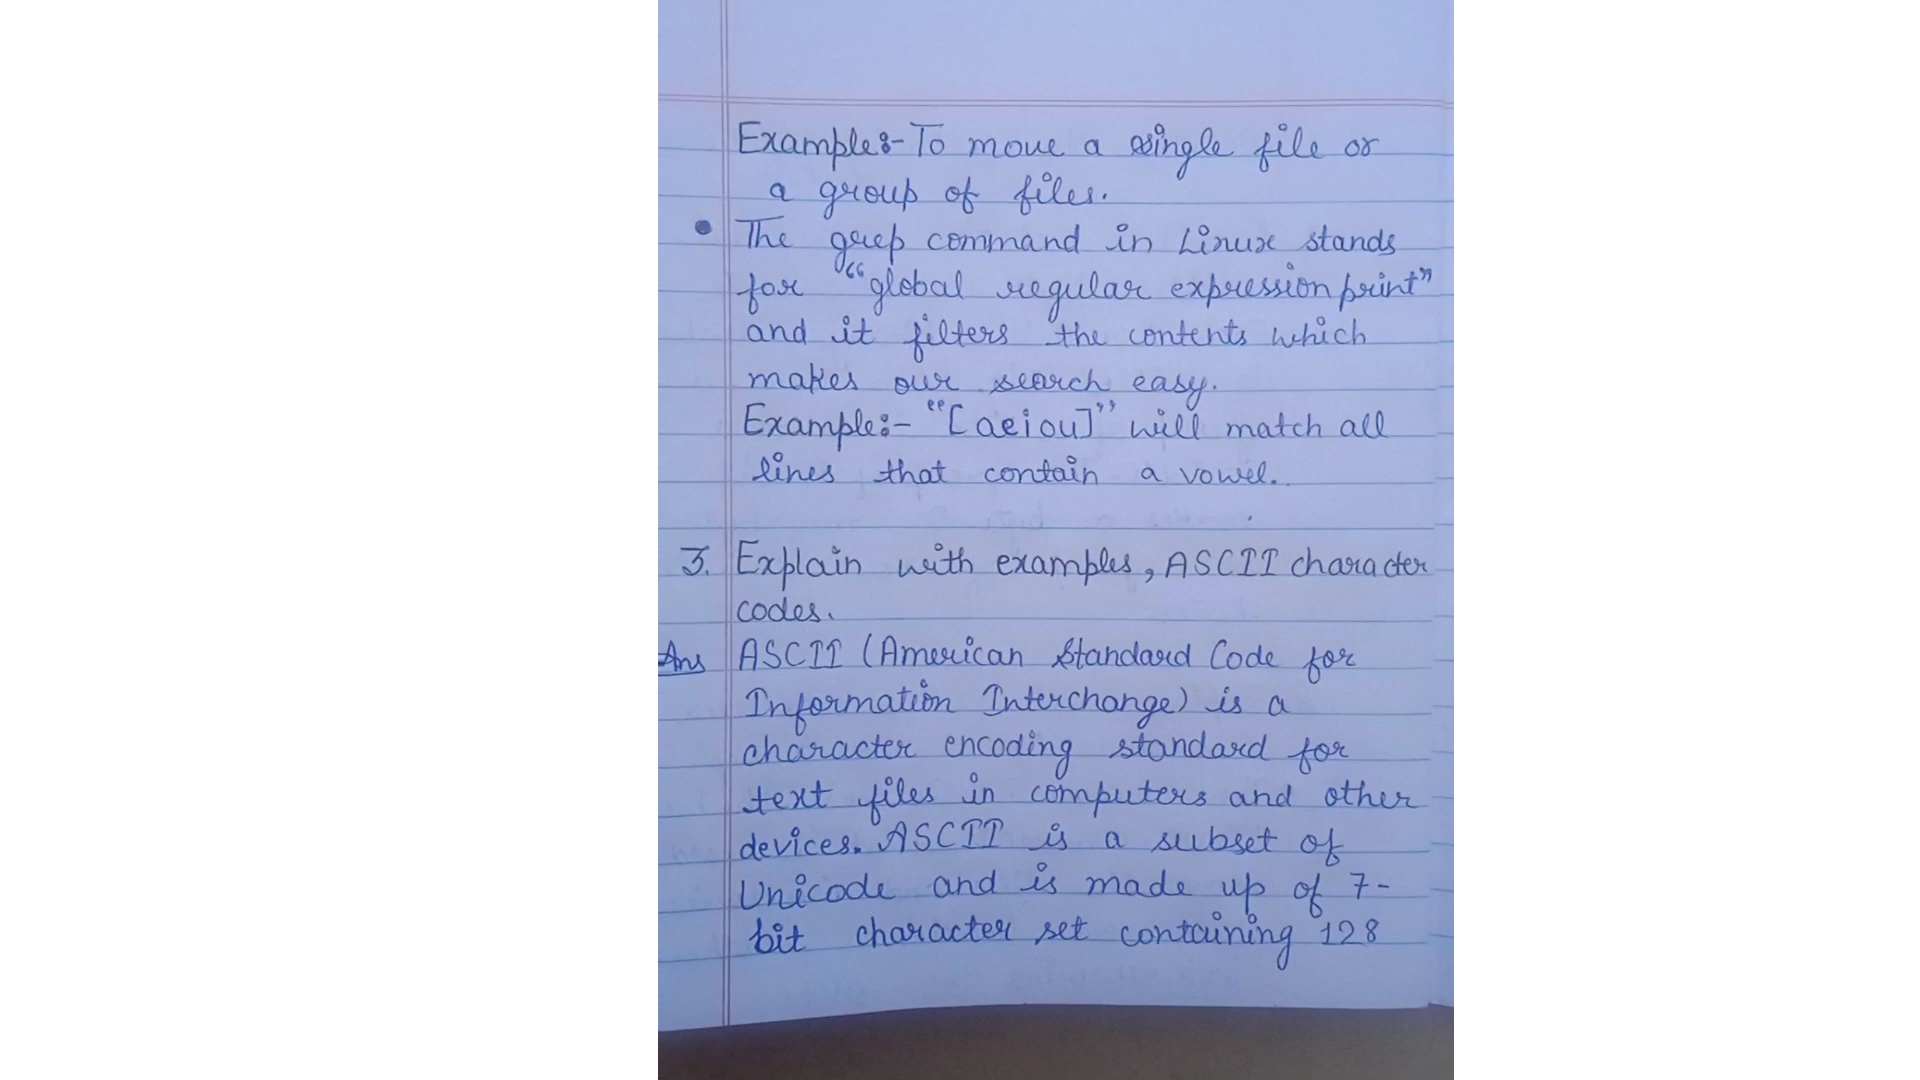 Example:- To move a single file or
a group of files.
• The grep command in Linux stands
for "global regular expression print"
and it filters the contents which
makes our search easy.
Example:- "[aeiou]" will match all
lines that contain a vowel.
3. Explain with examples, ASCII character
codes.
Ans ASCII (American Standard Code for
Information Interchange) is a
character encoding standard for
text files in computers and other
devices. ASCII is a subset of
Unicode and is made up of 7-
bit character set containing 128